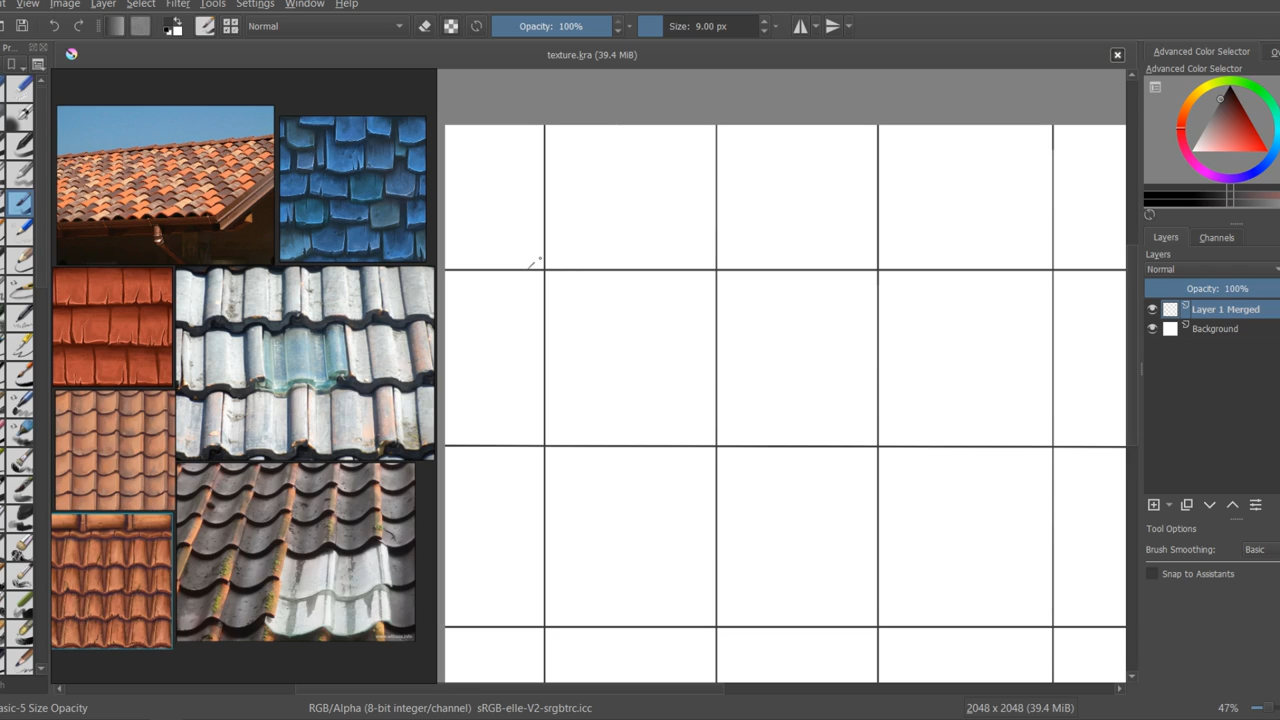 View Image Layer Select Filter Tools Settings Window Help
Normal
Opacity: 100%
Size: 9.00 px
Pr...
texture.kra (39.4 MiB)
Advanced Color Selector
Ov
Advanced Color Selector
Layers Channels
Layers
Normal
Opacity: 100%
Layer 1 Merged
Background
Tool Options
Brush Smoothing: Basic
Snap to Assistants
asic-5 Size Opacity
RGB/Alpha (8-bit integer/channel) sRGB-elle-V2-srgbtrc.icc
2048 x 2048 (39.4 MiB)
47%